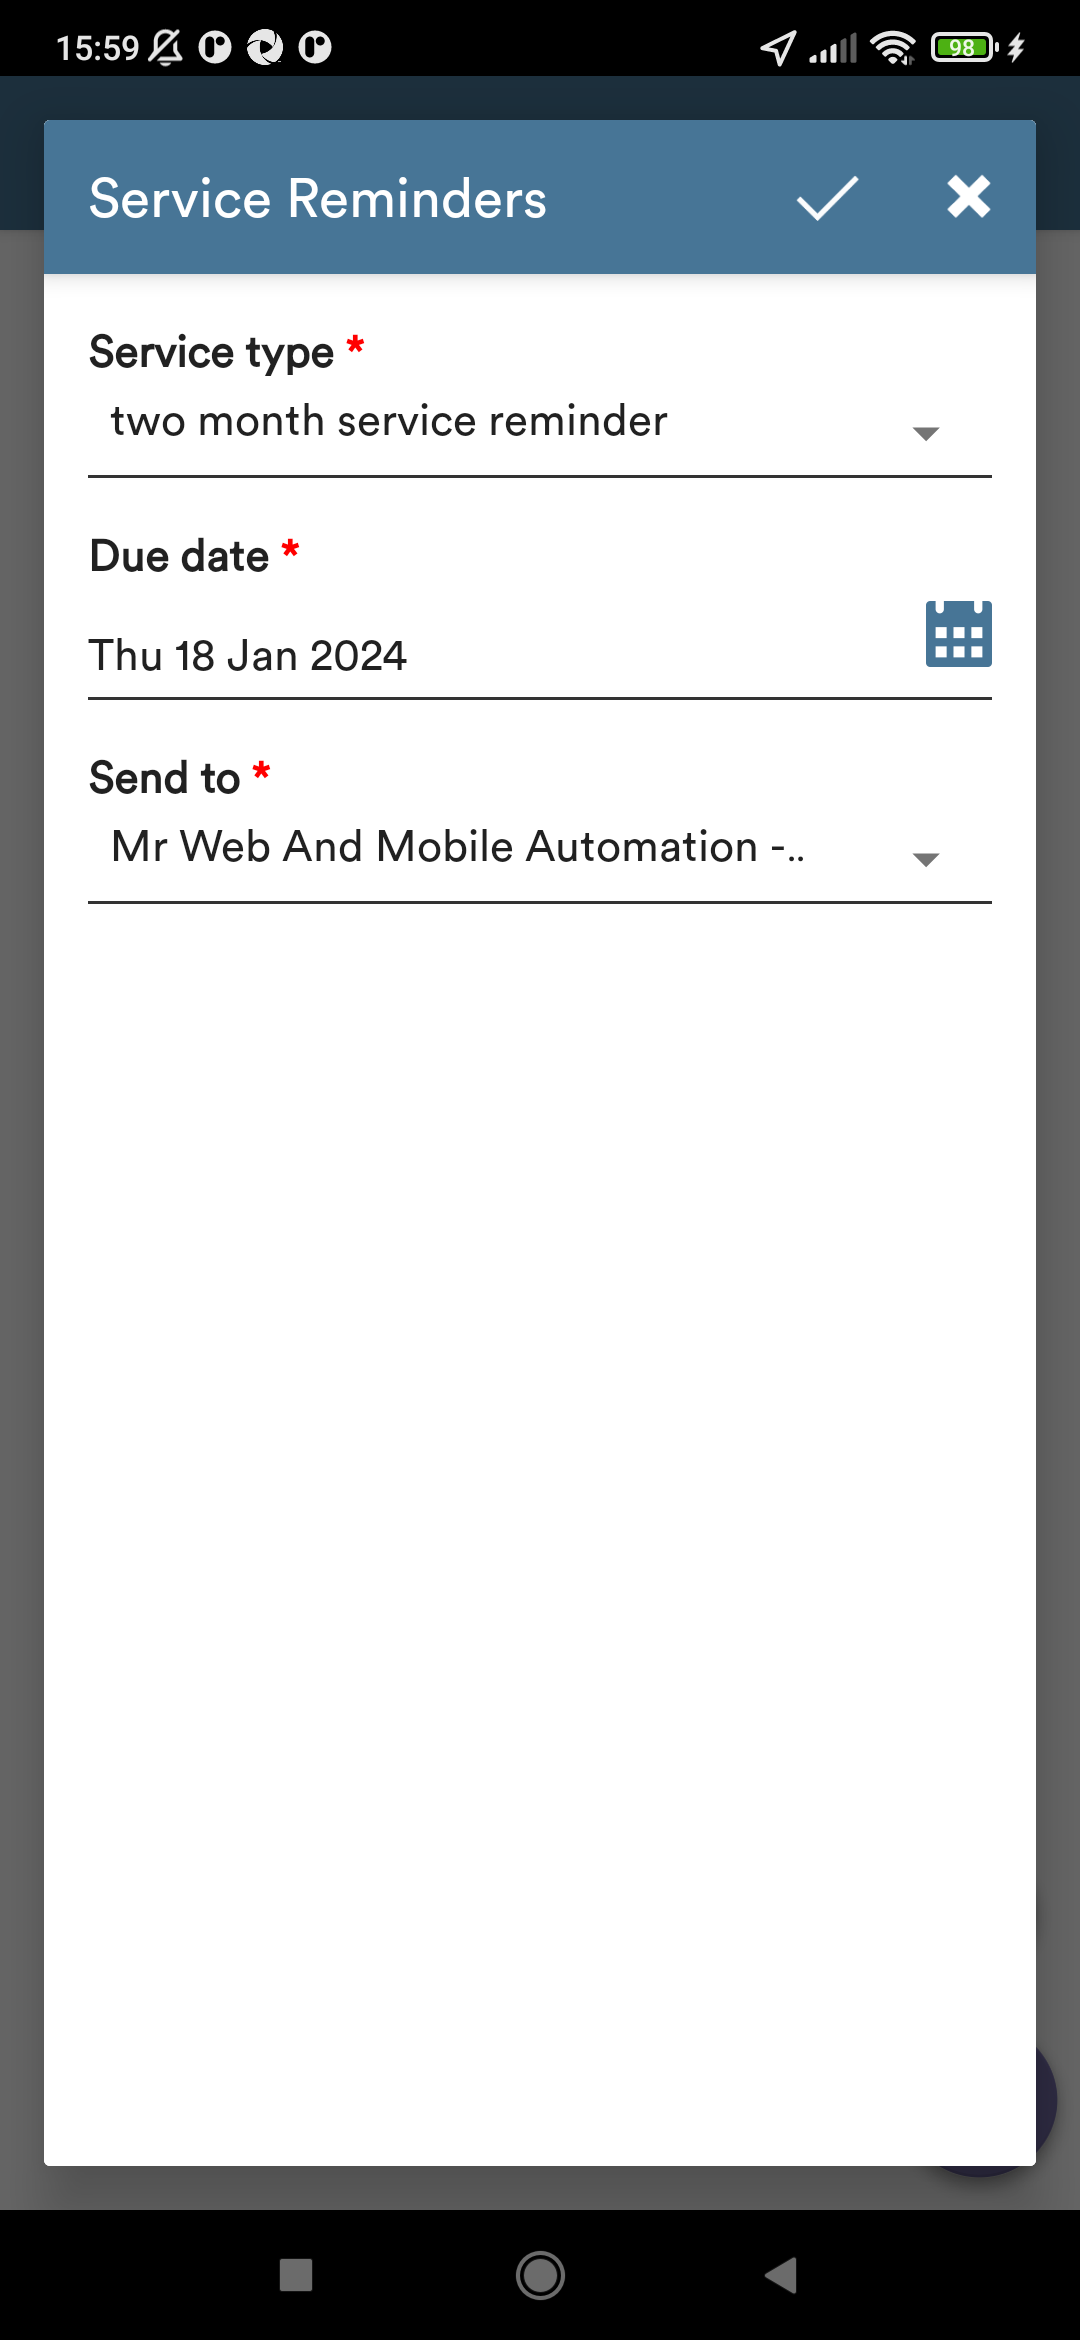 15:59
98
Service Reminders
Service type *
two month service reminder
Due date *
Thu 18 Jan 2024
Send to *
Mr Web And Mobile Automation -..